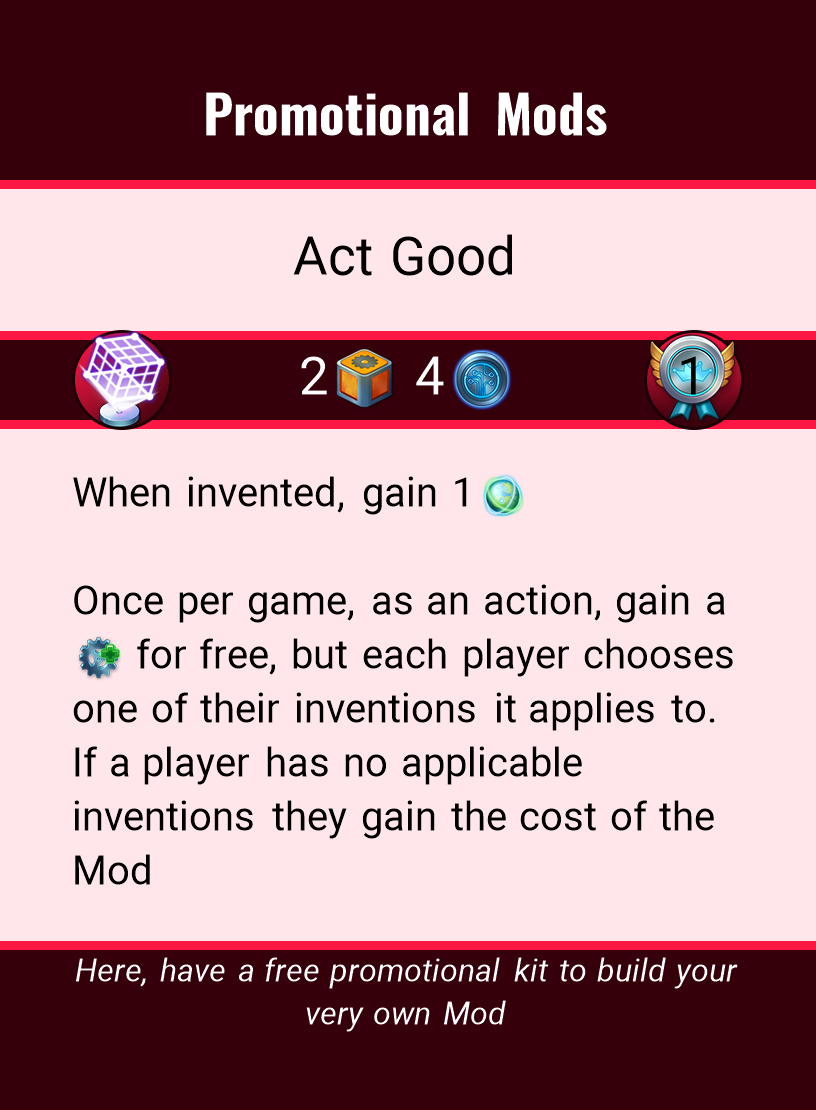 Promotional Mods
Act Good
2 4 1
When invented, gain 1
Once per game, as an action, gain a
for free, but each player chooses
one of their inventions it applies to.
If a player has no applicable
inventions they gain the cost of the
Mod
Here, have a free promotional kit to build your
very own Mod